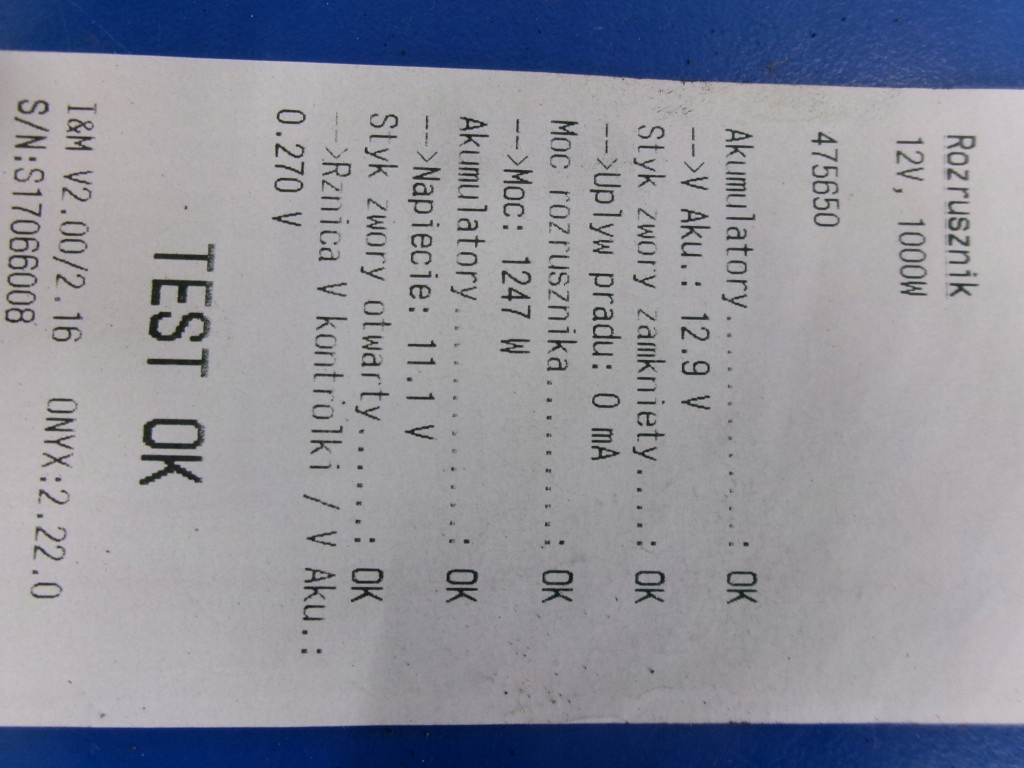 Rozrusznik
12V, 1000W
475650
Akumulatory............: OK
-->V Aku.: 12.9 V
Styk zwory zamkniety....: OK
-->Uplyw pradu: 0 mA
Moc rozrusznika.........: OK
-->Moc: 1247 W
Akumulatory............: OK
-->Napiecie: 11.1 V
Styk zwory otwarty......: OK
-->Rznica V kontriolki / V Aku.:
0.270 V
TEST OK
I&M V2.00/2.16 ONYX:2.22.0
S/N:S17066008